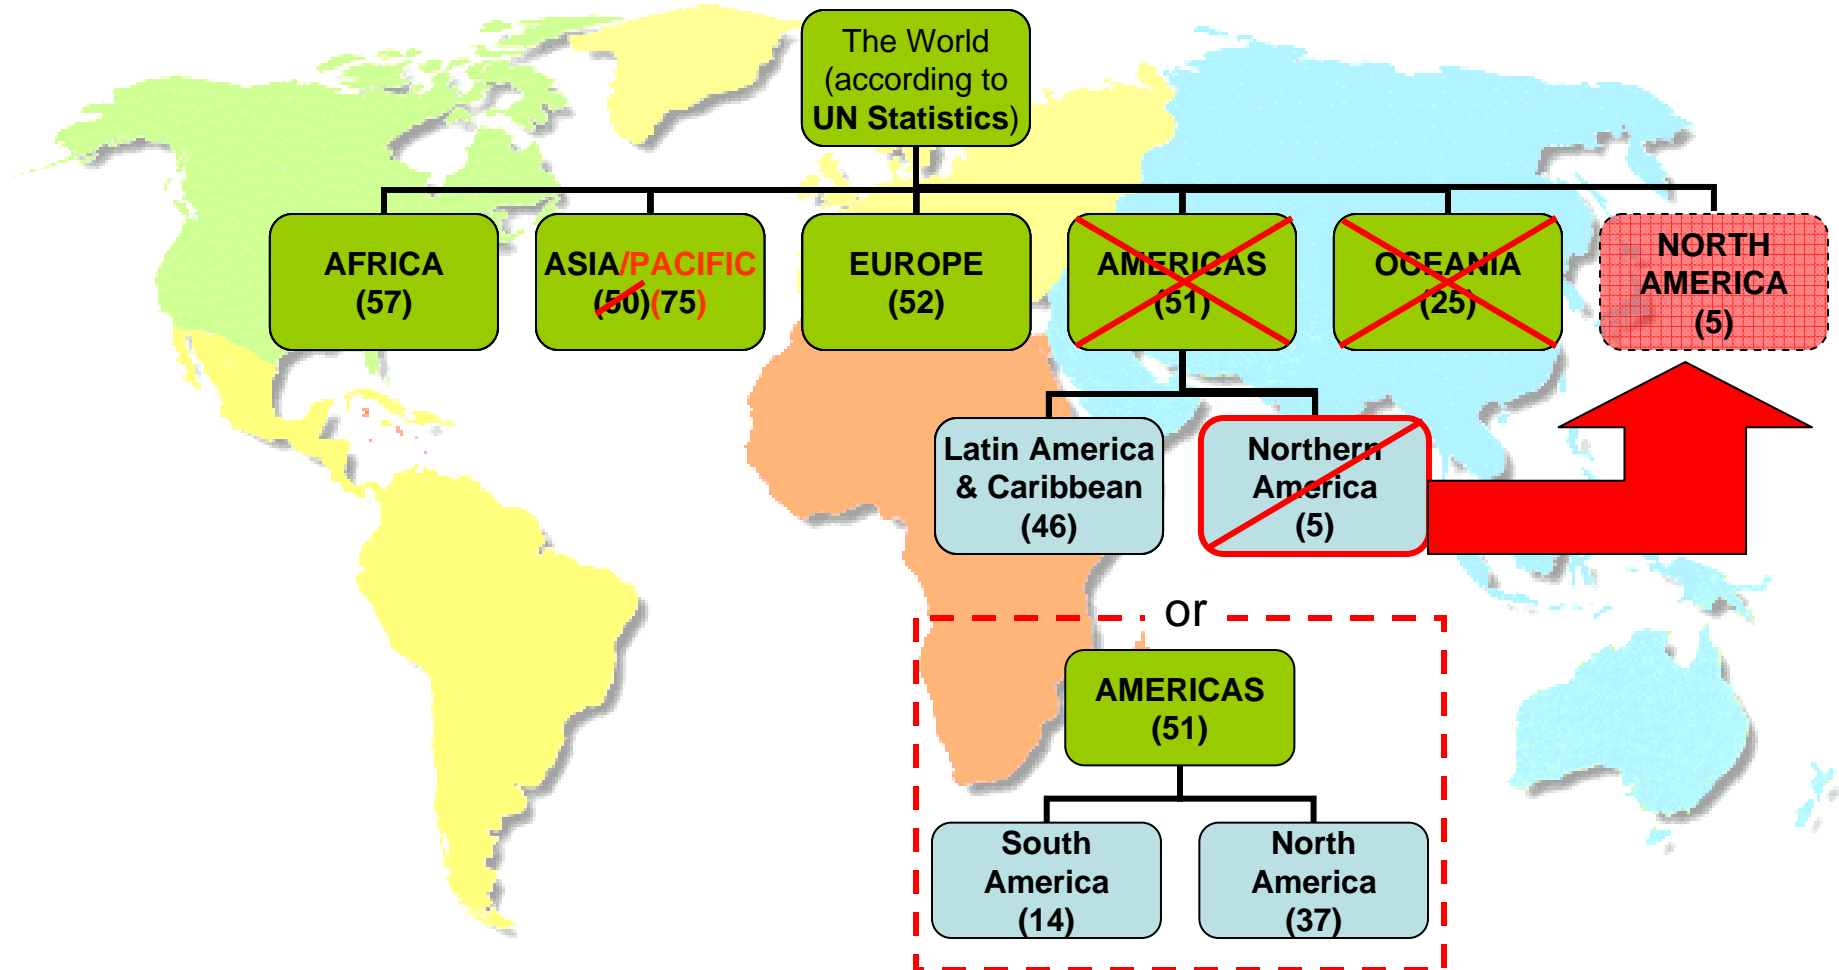 The World
(according to
UN Statistics)
AFRICA
(57)
ASIA/PACIFIC
(50)(75)
EUROPE
(52)
AMERICAS
(51)
OCEANIA
(25)
NORTH
AMERICA
(5)
Latin America
& Caribbean
(46)
Northern
America
(5)
or
AMERICAS
(51)
South
America
(14)
North
America
(37)